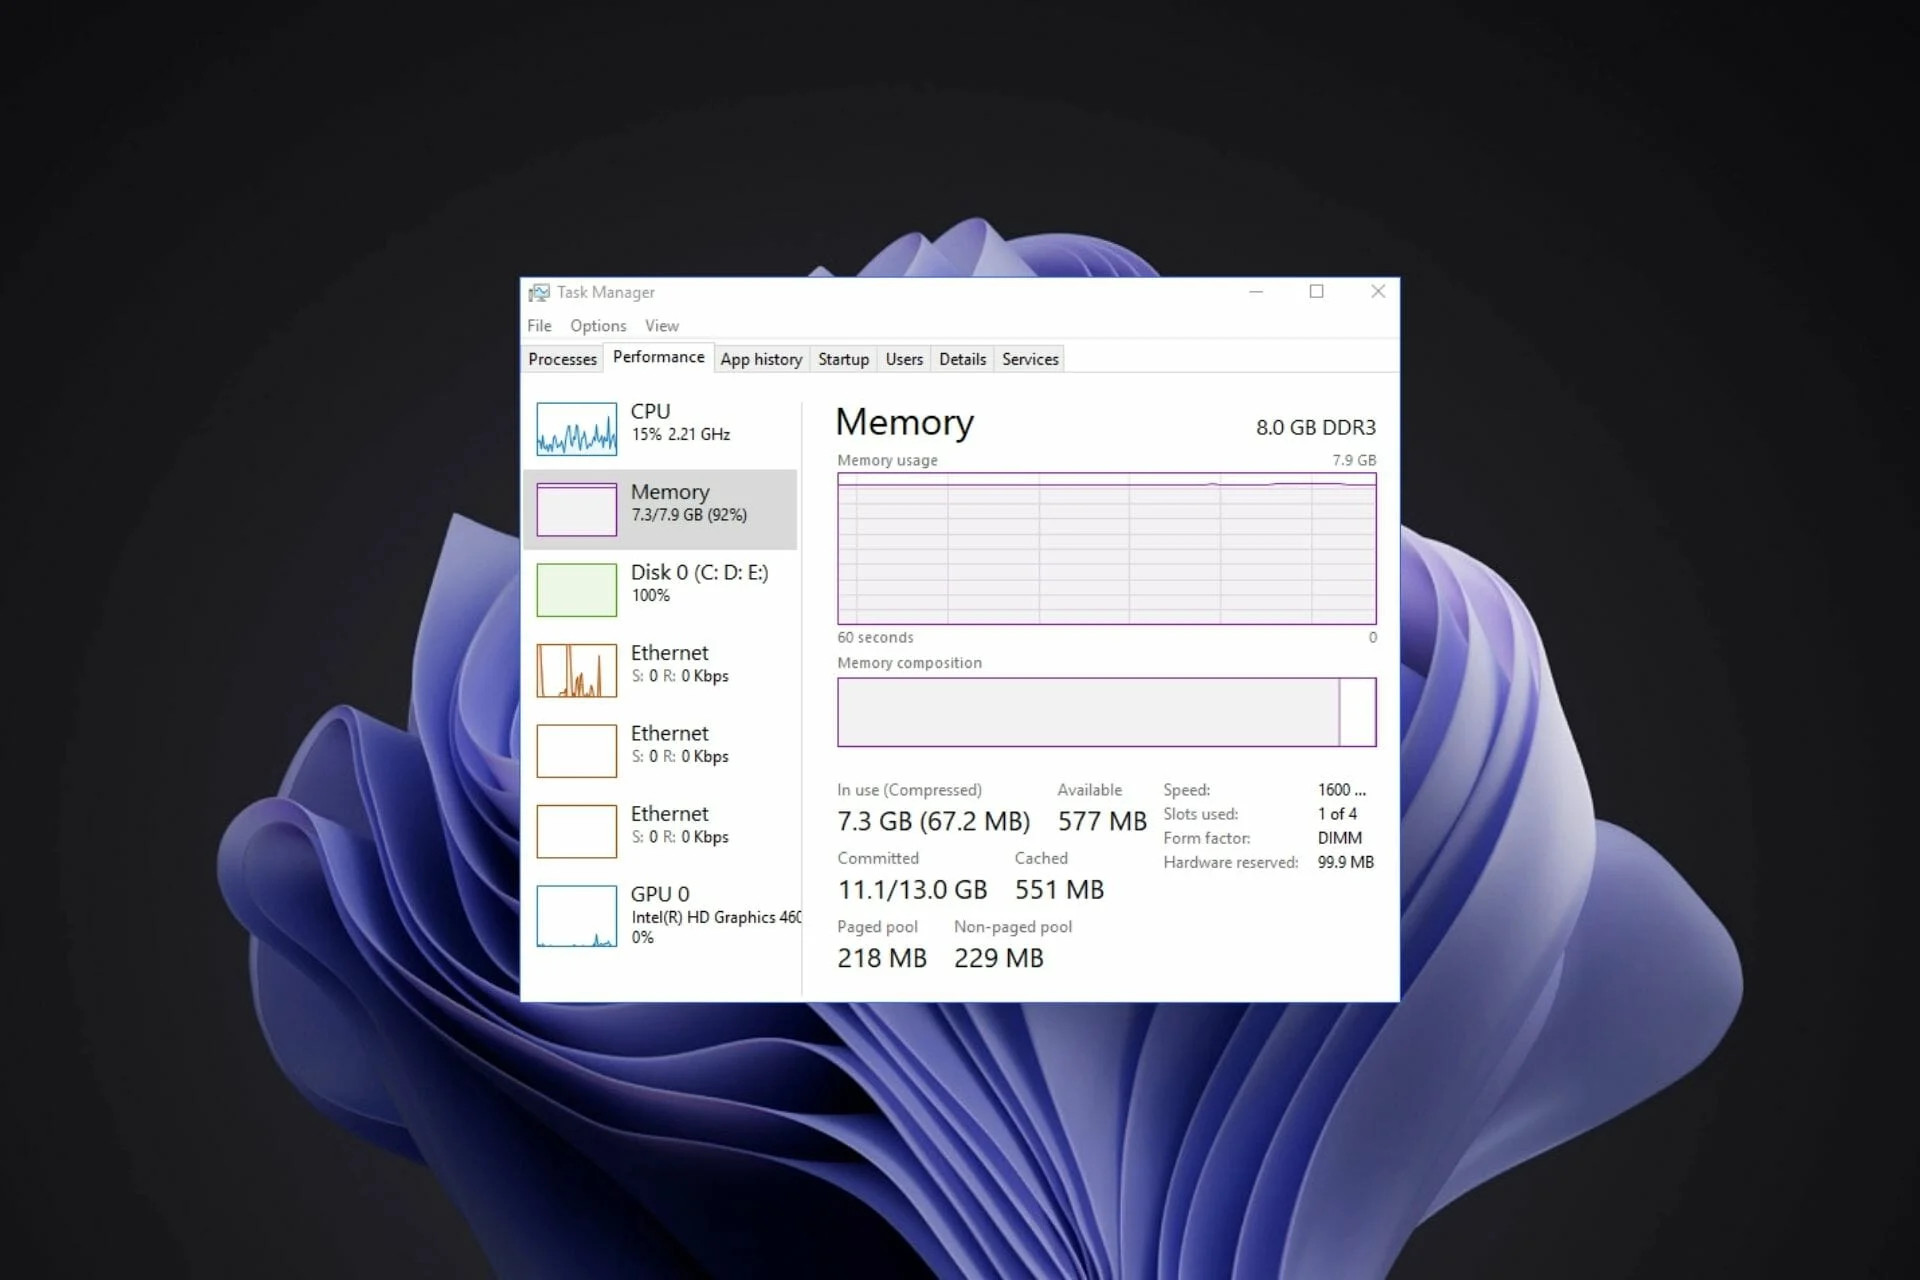 Task Manager
File Options View
Processes Performance App history Startup Users Details Services
CPU
15% 2.21 GHz
Memory
7.3/7.9 GB (92%)
Disk 0 (C: D: E:)
100%
Ethernet
S: 0 R: 0 Kbps
Ethernet
S: 0 R: 0 Kbps
Ethernet
S: 0 R: 0 Kbps
GPU 0
Intel(R) HD Graphics 460
0%
Memory 8.0 GB DDR3
Memory usage 7.9 GB
60 seconds 0
Memory composition
In use (Compressed) Available
7.3 GB (67.2 MB) 577 MB
Committed Cached
11.1/13.0 GB 551 MB
Paged pool Non-paged pool
218 MB 229 MB
Speed: 1600 ...
Slots used: 1 of 4
Form factor: DIMM
Hardware reserved: 99.9 MB